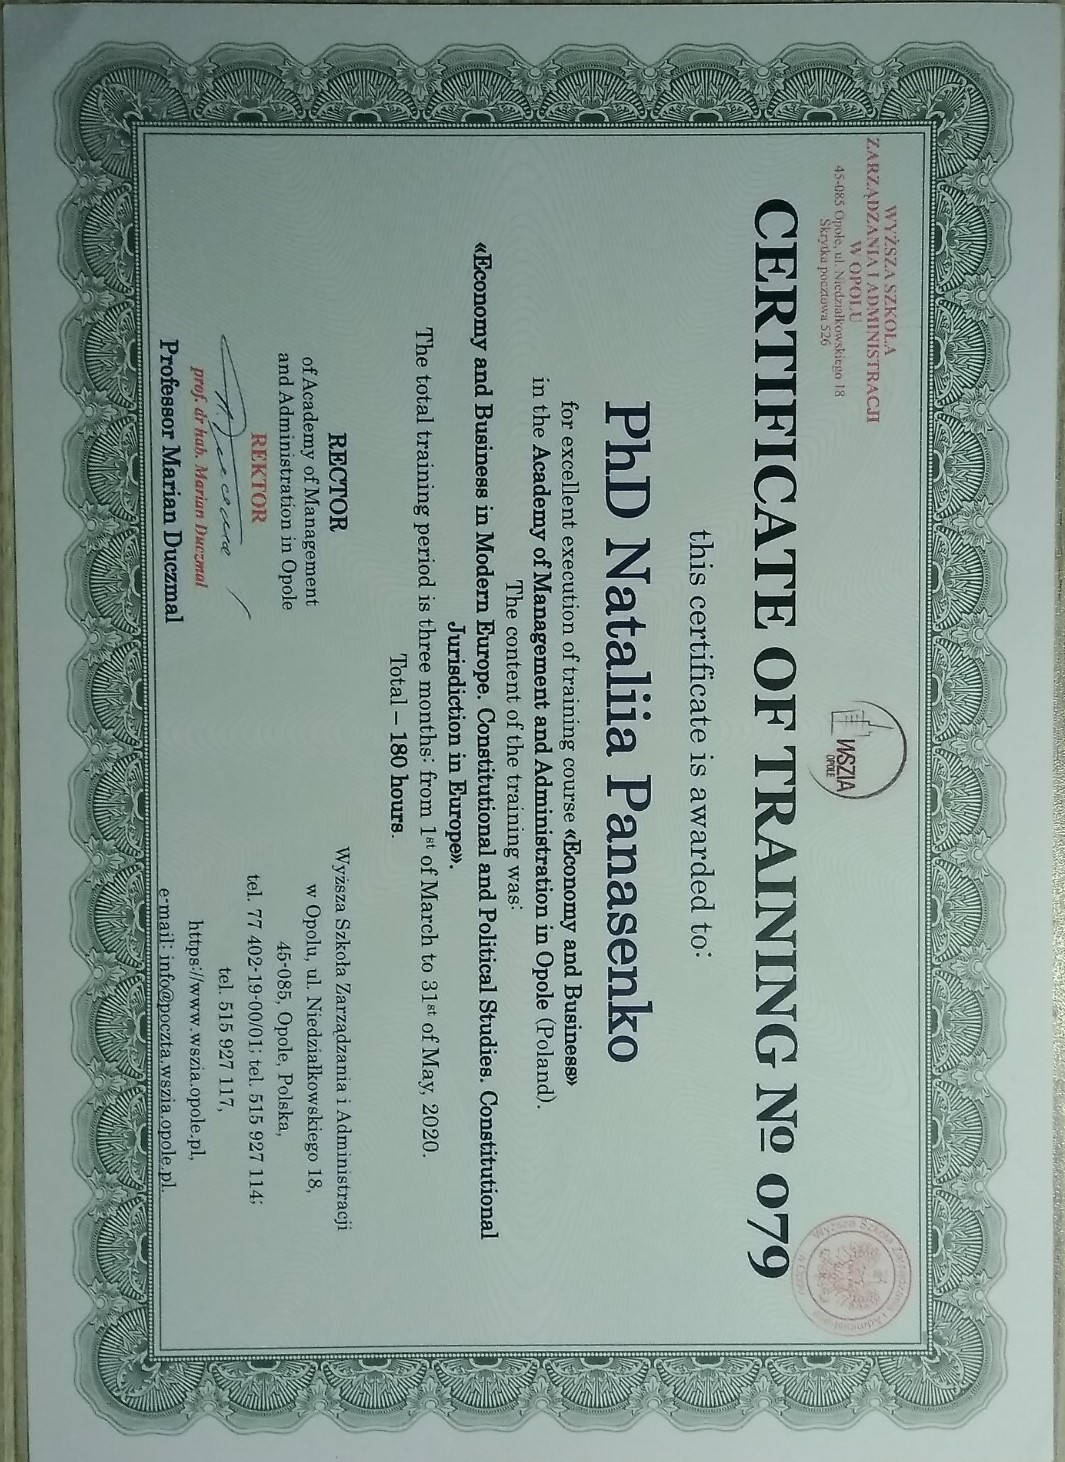 WYŻSZA SZKOŁA
ZARZĄDZANIA I ADMINISTRACJI
W OPOLU
45-085 Opole, ul. Niedziałkowskiego 18
Skrytka pocztowa 526
WSZIA
OPOLE
Wyższa Szkoła Zarządzania i Administracji
CERTIFICATE OF TRAINING № 079
this certificate is awarded to:
PhD Nataliia Panasenko
for excellent execution of training course «Economy and Business»
in the Academy of Management and Administration in Opole (Poland).
The content of the training was:
«Economy and Business in Modern Europe. Constitutional and Political Studies. Constitutional
Jurisdiction in Europe».
The total training period is three months: from 1st of March to 31st of May, 2020.
Total – 180 hours.
RECTOR
of Academy of Management
and Administration in Opole
REKTOR
prof. dr hab. Marian Duczmal
Professor Marian Duczmal
Wyższa Szkoła Zarządzania i Administracji
w Opolu, ul. Niedziałkowskiego 18,
45-085, Opole, Polska,
tel. 77 402-19-00/01; tel. 515 927 114;
tel. 515 927 117,
https://www.wszia.opole.pl,
e-mail: info@poczta.wszia.opole.pl.